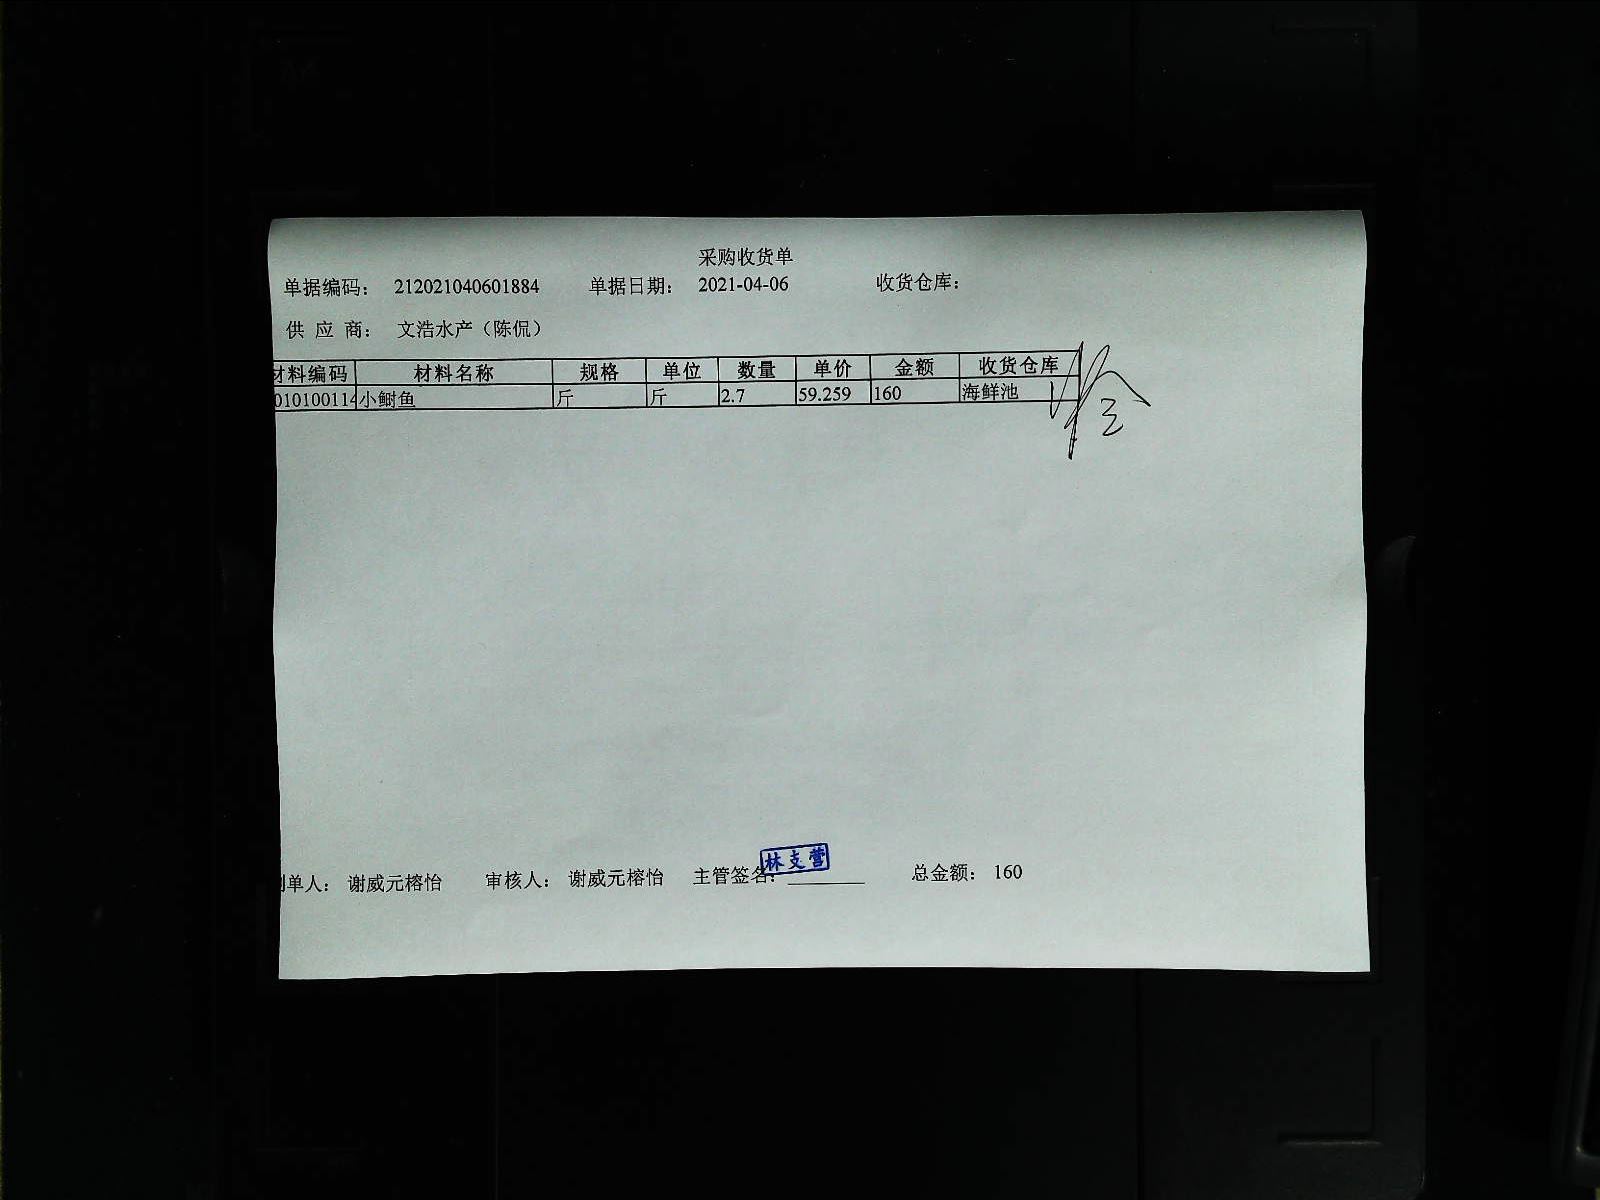 采购收货单
单据编码： 212021040601884 单据日期： 2021-04-06 收货仓库：
供 应 商： 文浩水产（陈侃）
材料编码 材料名称 规格 单位 数量 单价 金额 收货仓库
010100114 小鲥鱼 斤 斤 2.7 59.259 160 海鲜池
制单人： 谢威元榕怡 审核人： 谢威元榕怡 主管签名： 林支营 总金额： 160